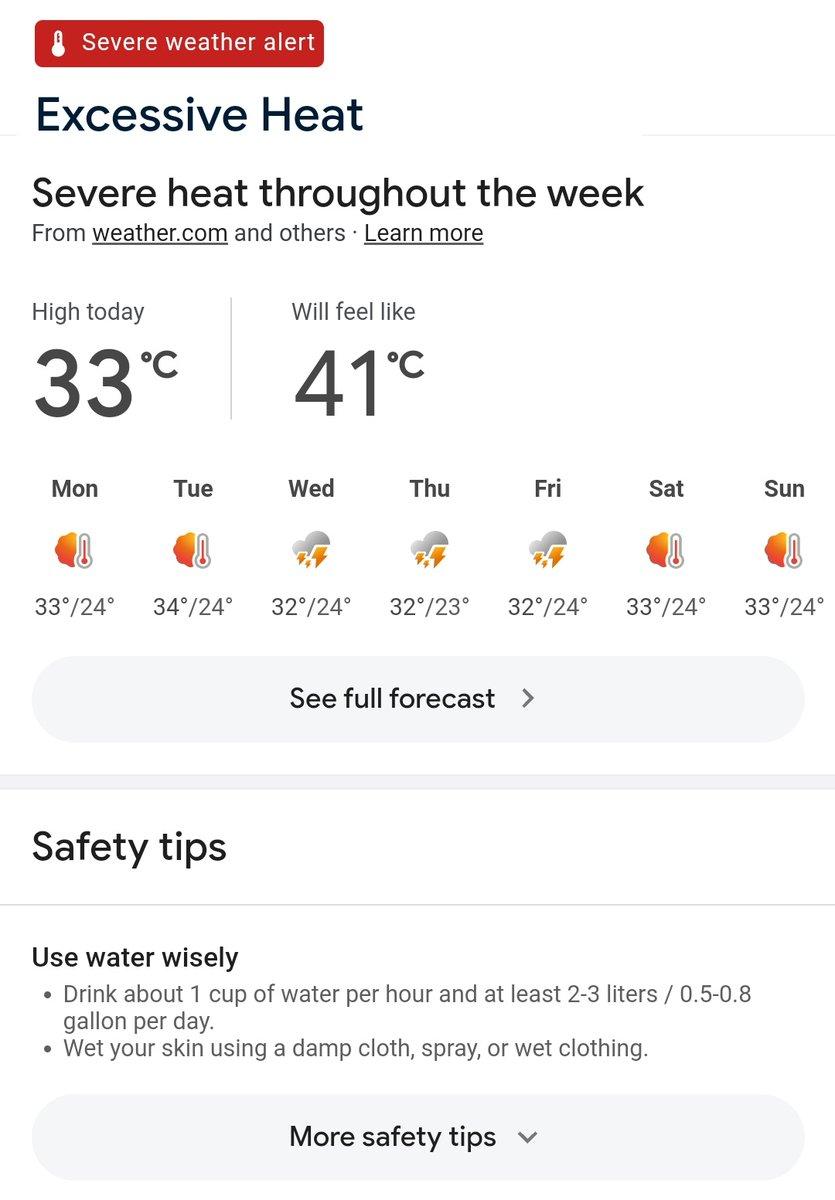 Severe weather alert
Excessive Heat
Severe heat throughout the week
From weather.com and others · Learn more
High today
Will feel like
33°C
41°C
Mon Tue Wed Thu Fri Sat Sun
33°/24° 34°/24° 32°/24° 32°/23° 32°/24° 33°/24° 33°/24°
See full forecast
Safety tips
Use water wisely
• Drink about 1 cup of water per hour and at least 2-3 liters / 0.5-0.8
gallon per day.
• Wet your skin using a damp cloth, spray, or wet clothing.
More safety tips